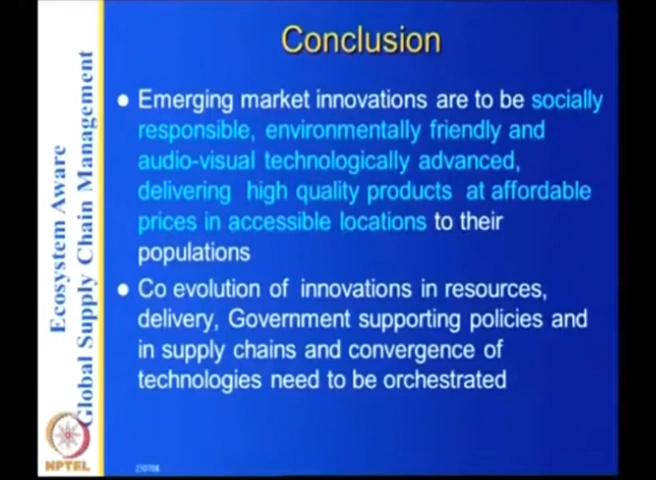 Conclusion
Emerging market innovations are to be socially
responsible, environmentally friendly and
audio-visual technologically advanced,
delivering high quality products at affordable
prices in accessible locations to their
populations
Co evolution of innovations in resources,
delivery, Government supporting policies and
in supply chains and convergence of
technologies need to be orchestrated
Ecosystem Aware
Global Supply Chain Management
NPTEL